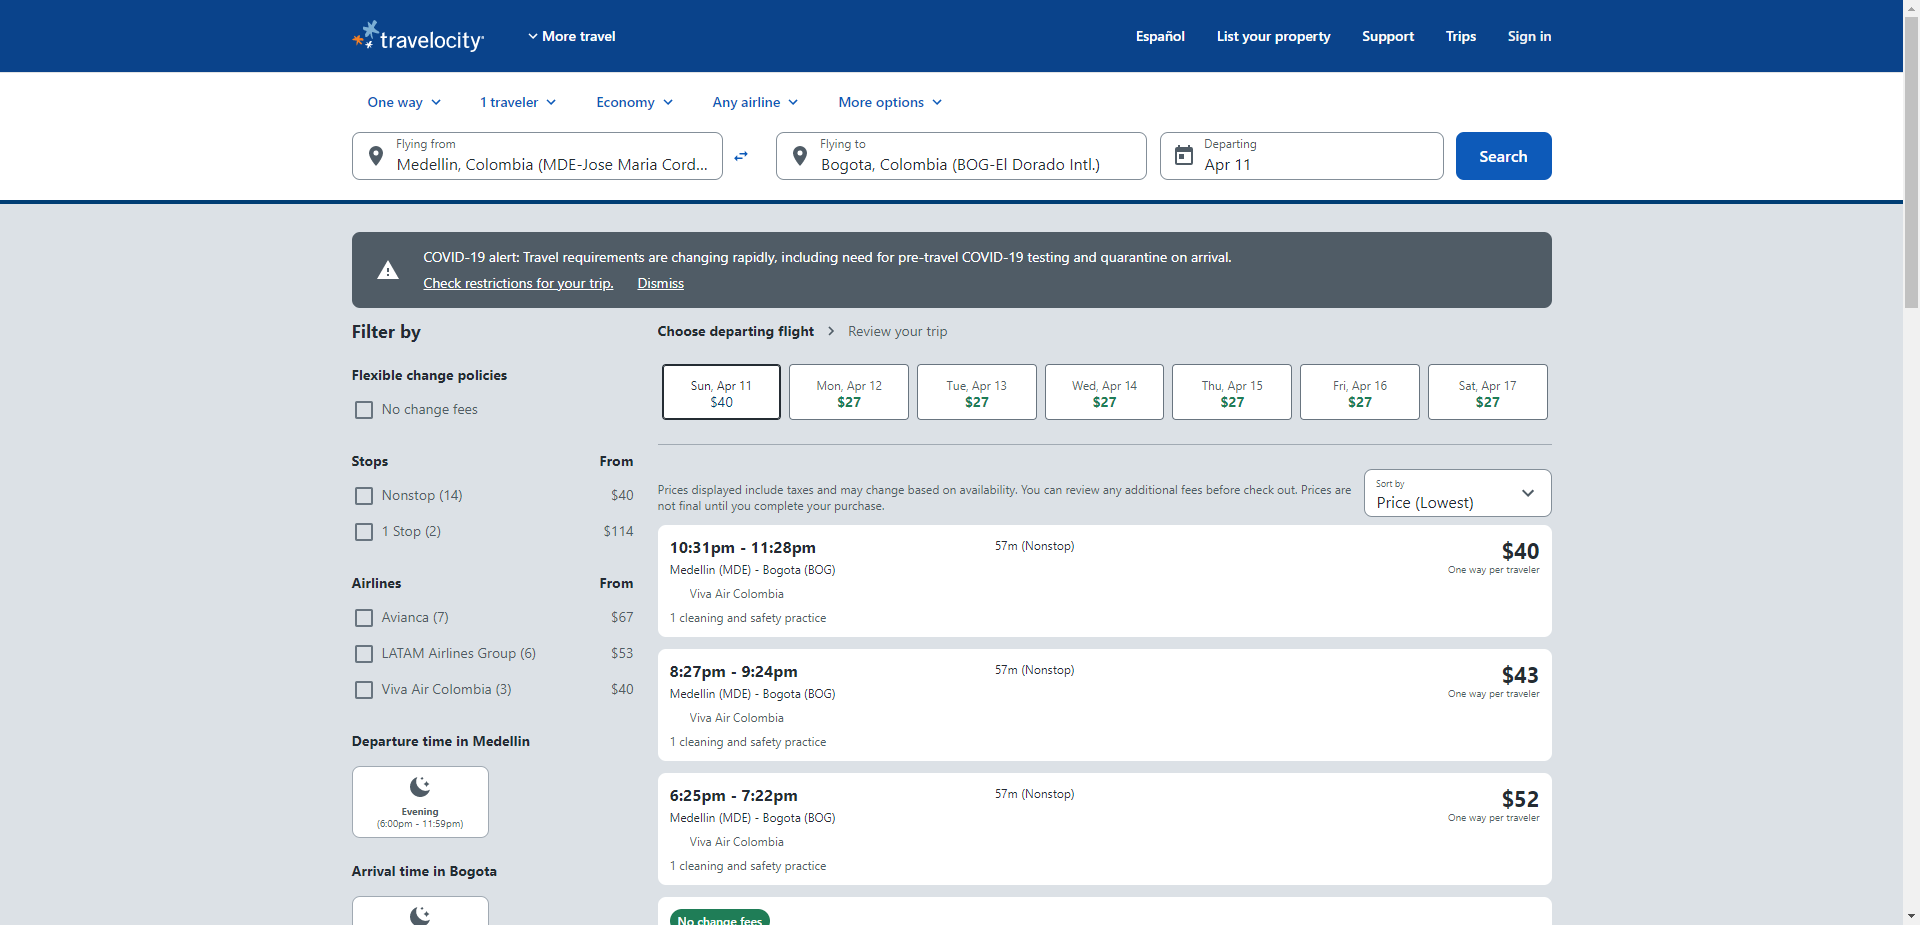 travelocity
More travel
Español
List your property
Support
Trips
Sign in
One way
1 traveler
Economy
Any airline
More options
Flying from
Medellin, Colombia (MDE-Jose Maria Cord...
Flying to
Bogota, Colombia (BOG-El Dorado Intl.)
Departing
Apr 11
Search
COVID-19 alert: Travel requirements are changing rapidly, including need for pre-travel COVID-19 testing and quarantine on arrival.
Check restrictions for your trip.
Dismiss
Filter by
Flexible change policies
No change fees
Stops From
Nonstop (14) $40
1 Stop (2) $114
Airlines From
Avianca (7) $67
LATAM Airlines Group (6) $53
Viva Air Colombia (3) $40
Departure time in Medellin
Evening
(6:00pm - 11:59pm)
Arrival time in Bogota
Choose departing flight
Review your trip
Sun, Apr 11
$40
Mon, Apr 12
$27
Tue, Apr 13
$27
Wed, Apr 14
$27
Thu, Apr 15
$27
Fri, Apr 16
$27
Sat, Apr 17
$27
Prices displayed include taxes and may change based on availability. You can review any additional fees before check out. Prices are
not final until you complete your purchase.
Sort by
Price (Lowest)
10:31pm - 11:28pm
57m (Nonstop)
$40
Medellin (MDE) - Bogota (BOG)
One way per traveler
Viva Air Colombia
1 cleaning and safety practice
8:27pm - 9:24pm
57m (Nonstop)
$43
Medellin (MDE) - Bogota (BOG)
One way per traveler
Viva Air Colombia
1 cleaning and safety practice
6:25pm - 7:22pm
57m (Nonstop)
$52
Medellin (MDE) - Bogota (BOG)
One way per traveler
Viva Air Colombia
1 cleaning and safety practice
No change fees